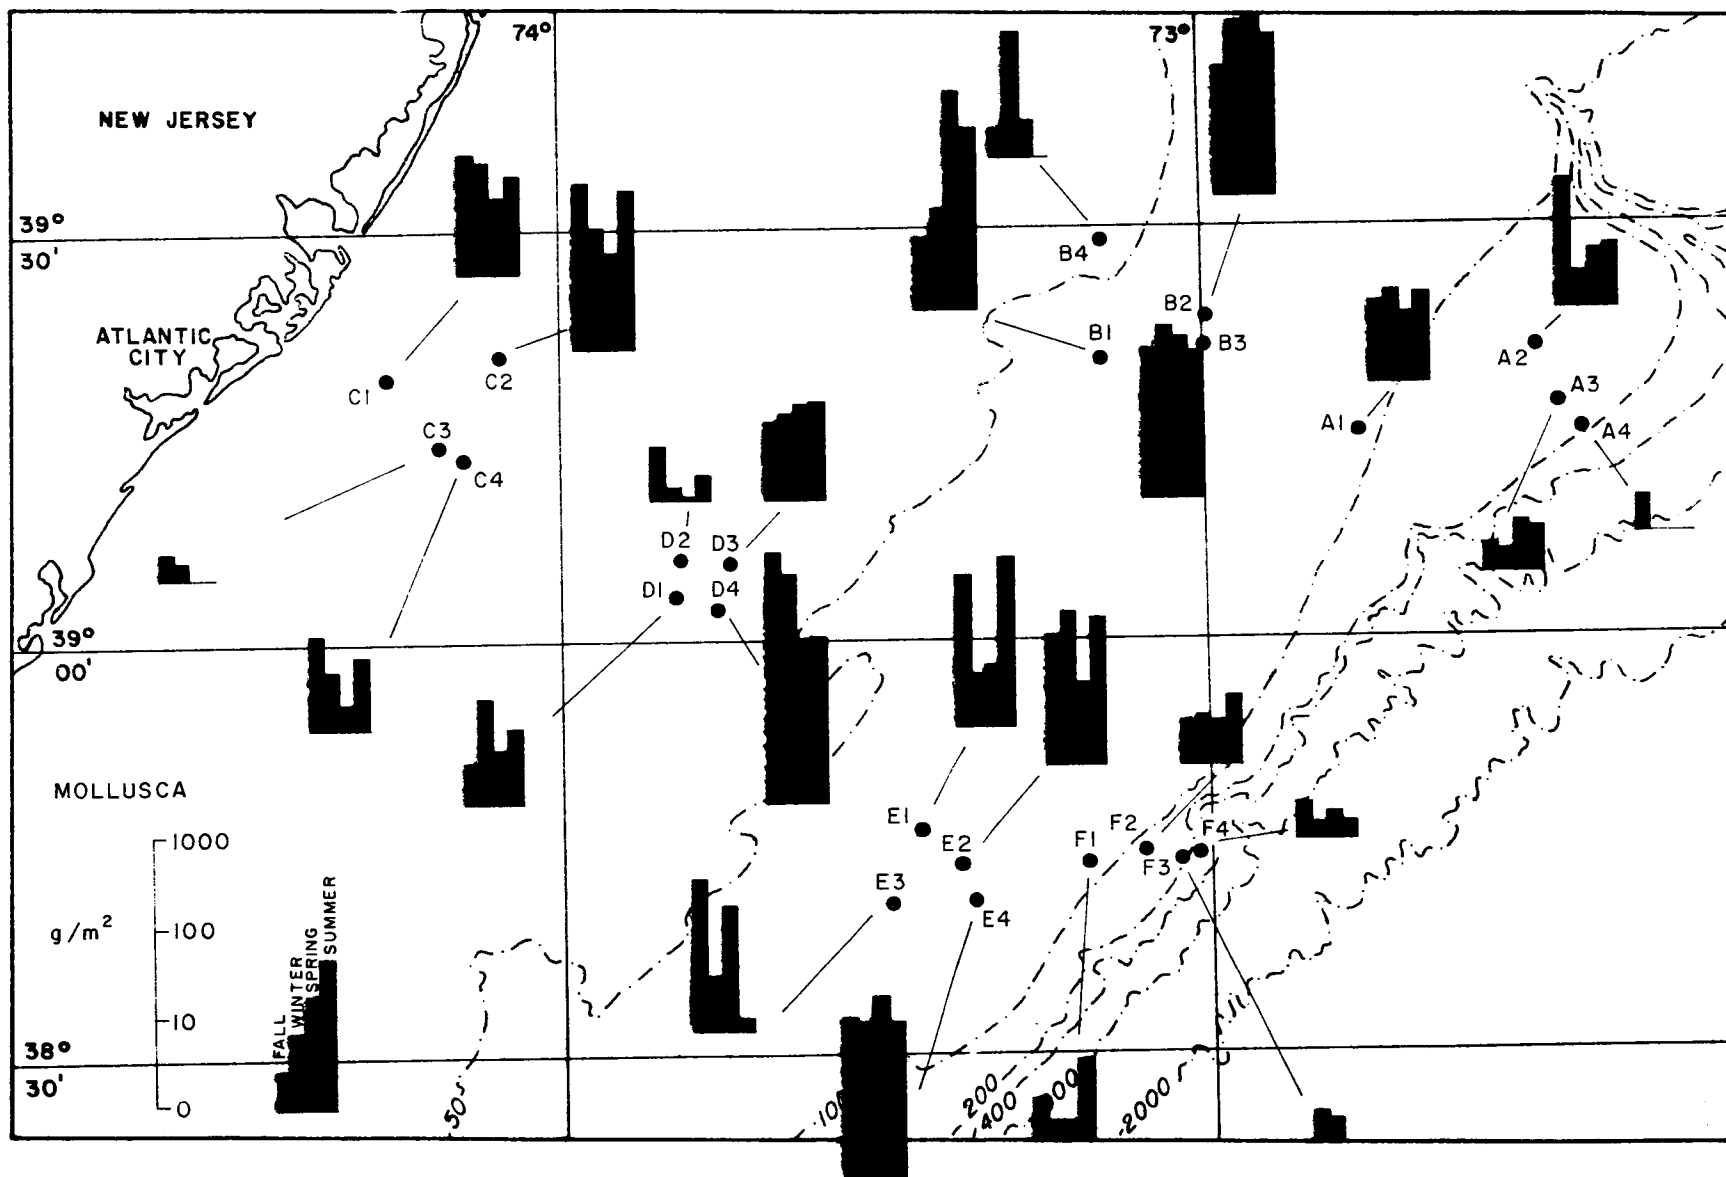 74°
73°
NEW JERSEY
39°
30'
B4
B2
B1
B3
ATLANTIC
CITY
C2
C1
A2
A3
A1
A4
C3
C4
D2
D3
D1
D4
39°
00'
MOLLUSCA
1000
g/m²
100
10
0
FALL
WINTER
SPRING
SUMMER
E1
E2
E3
E4
F1
F2
F3
F4
38°
30'
50
100
200
400
2000